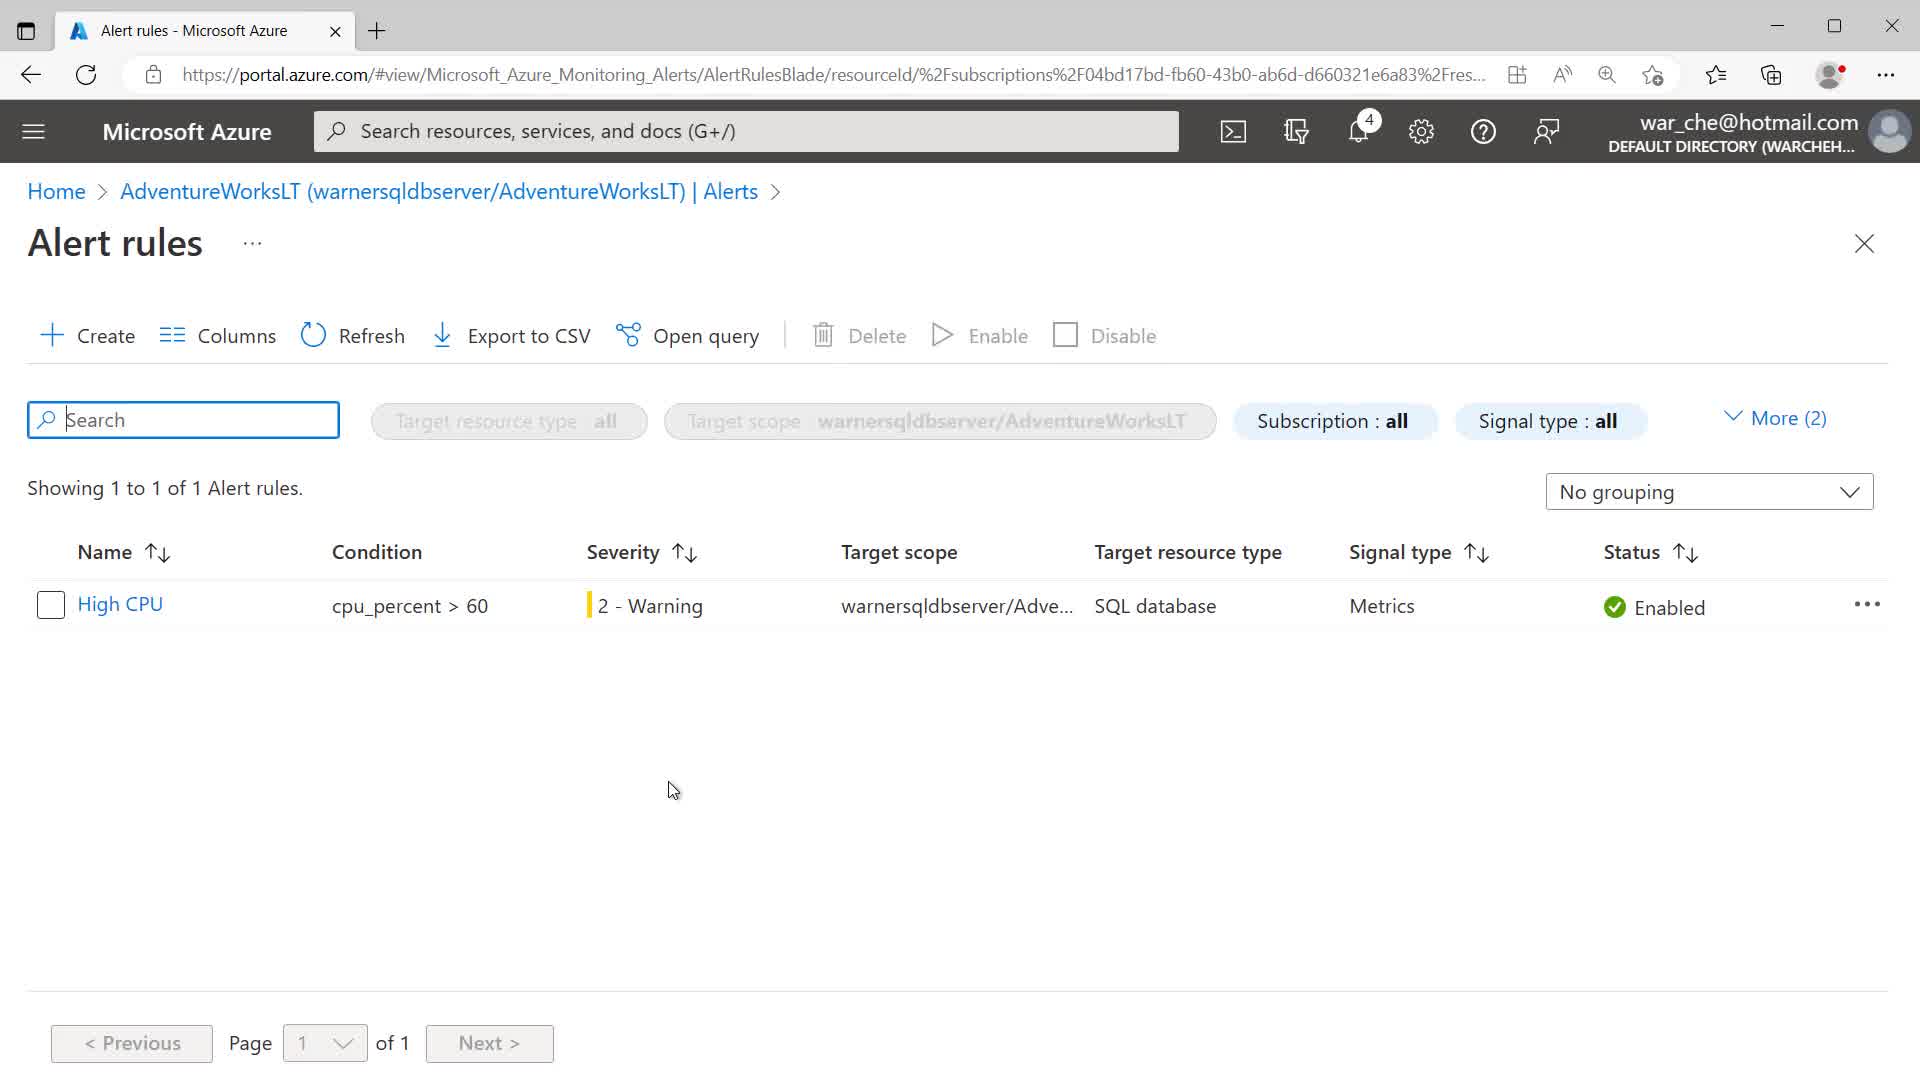 Alert rules - Microsoft Azure
https://portal.azure.com/#view/Microsoft_Azure_Monitoring_Alerts/AlertRulesBlade/resourceId/%2Fsubscriptions%2F04bd17bd-fb60-43b0-ab6d-d660321e6a83%2Fres...
Microsoft Azure
Search resources, services, and docs (G+/)
4
war_che@hotmail.com
DEFAULT DIRECTORY (WARCHEH...
Home > AdventureWorksLT (warnersqldbserver/AdventureWorksLT) | Alerts >
Alert rules ...
Create Columns Refresh Export to CSV Open query Delete Enable Disable
Search Target resource type all Target scope warnersqldbserver/AdventureWorksLT Subscription : all Signal type : all More (2)
Showing 1 to 1 of 1 Alert rules.
No grouping
Name Condition Severity Target scope Target resource type Signal type Status
High CPU cpu_percent > 60 2 - Warning warnersqldbserver/Adve... SQL database Metrics Enabled
< Previous Page 1 of 1 Next >